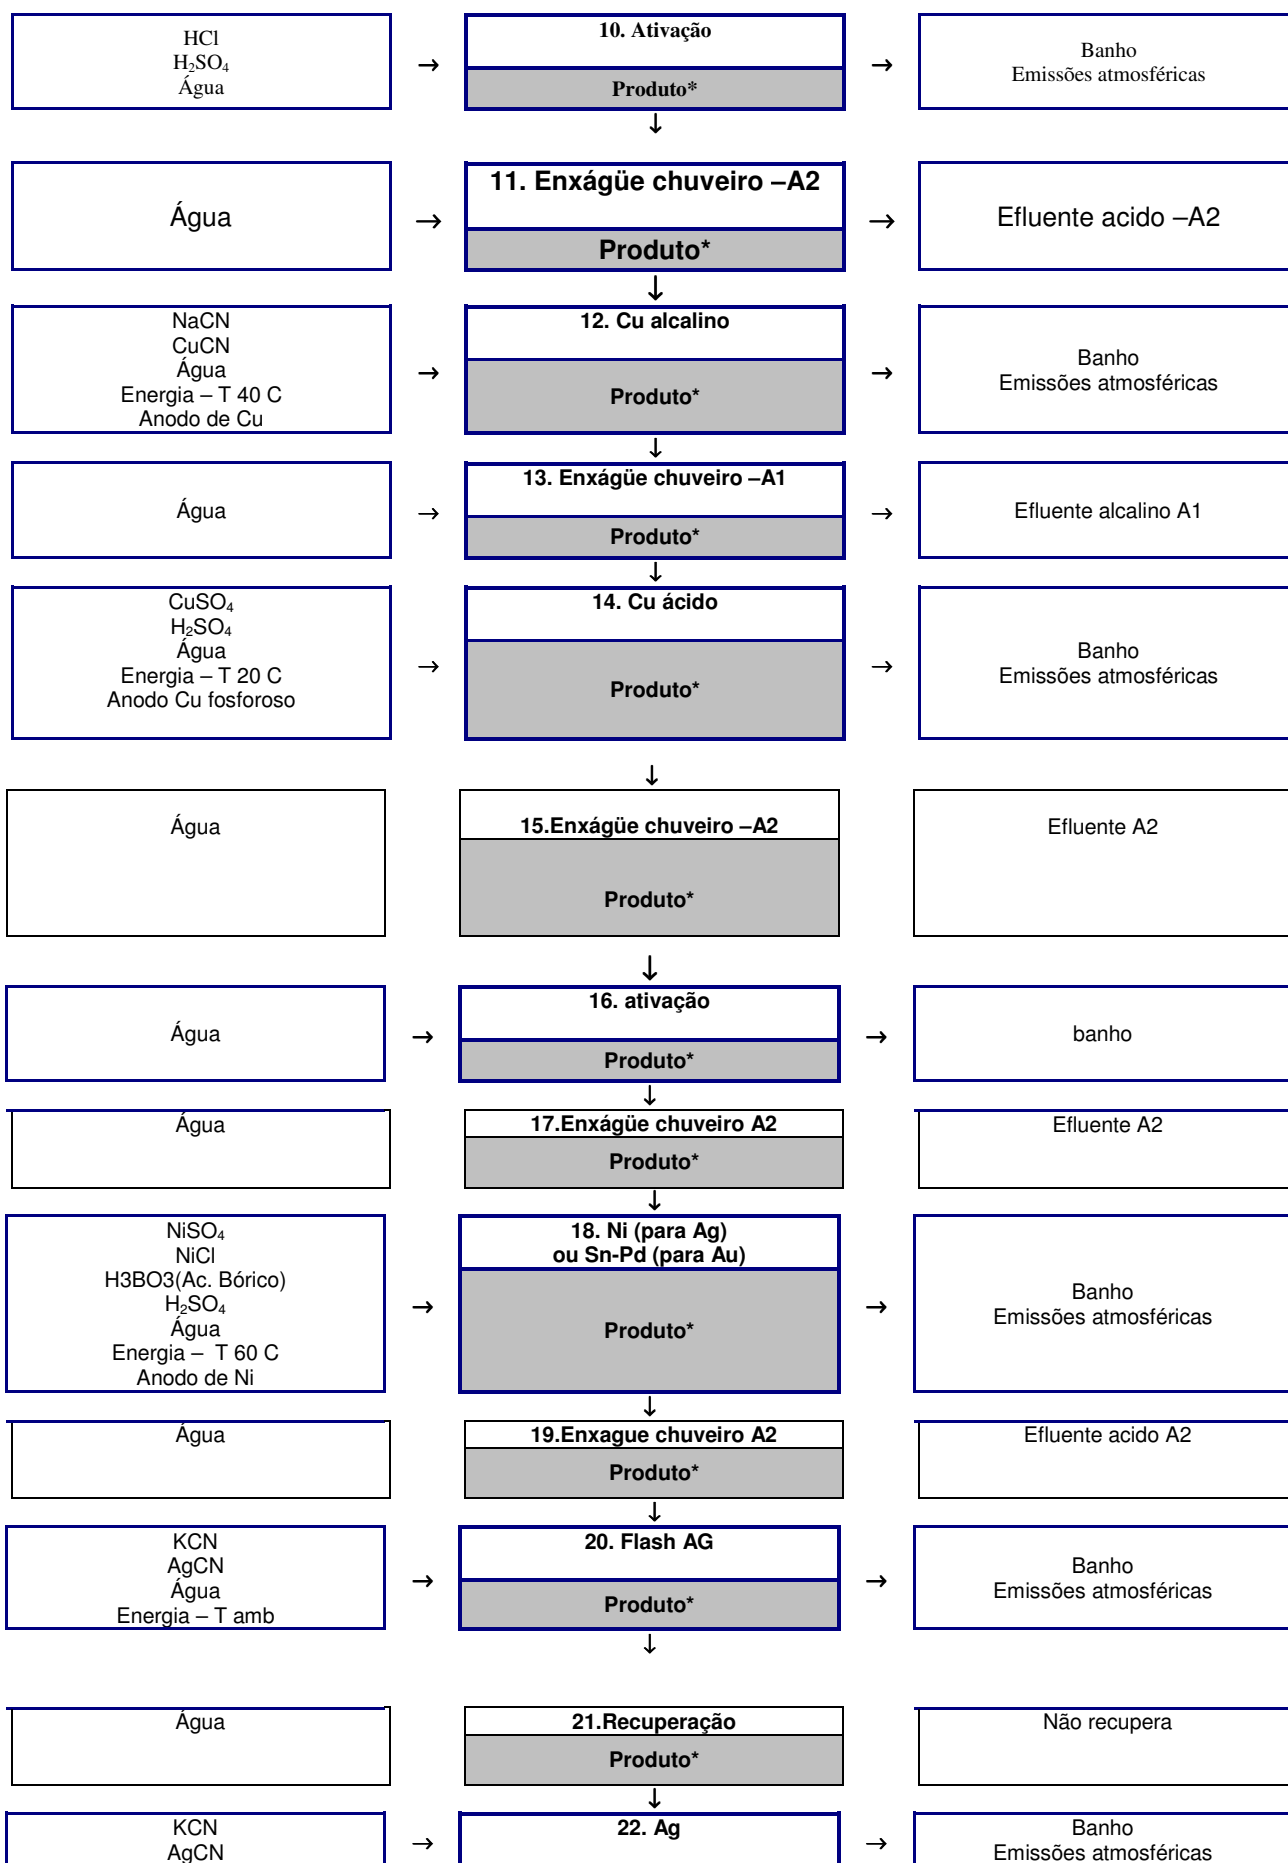 HCl
H₂SO₄
Água
→
10. Ativação
Produto*
→
Banho
Emissões atmosféricas
↓
Água
→
11. Enxágüe chuveiro –A2
Produto*
→
Efluente acido –A2
↓
NaCN
CuCN
Água
Energia – T 40 C
Anodo de Cu
→
12. Cu alcalino
Produto*
→
Banho
Emissões atmosféricas
↓
Água
→
13. Enxágüe chuveiro –A1
Produto*
→
Efluente alcalino A1
↓
CuSO₄
H₂SO₄
Água
Energia – T 20 C
Anodo Cu fosforoso
→
14. Cu ácido
Produto*
→
Banho
Emissões atmosféricas
↓
Água
15.Enxágüe chuveiro –A2
Produto*
Efluente A2
↓
Água
→
16. ativação
Produto*
→
banho
↓
Água
17.Enxágüe chuveiro A2
Produto*
Efluente A2
↓
NiSO₄
NiCl
H3BO3(Ac. Bórico)
H₂SO₄
Água
Energia – T 60 C
Anodo de Ni
→
18. Ni (para Ag)
ou Sn-Pd (para Au)
Produto*
→
Banho
Emissões atmosféricas
↓
Água
19.Enxague chuveiro A2
Produto*
Efluente acido A2
↓
KCN
AgCN
Água
Energia – T amb
→
20. Flash AG
Produto*
→
Banho
Emissões atmosféricas
↓
Água
21.Recuperação
Produto*
Não recupera
↓
KCN
AgCN
→
22. Ag
→
Banho
Emissões atmosféricas